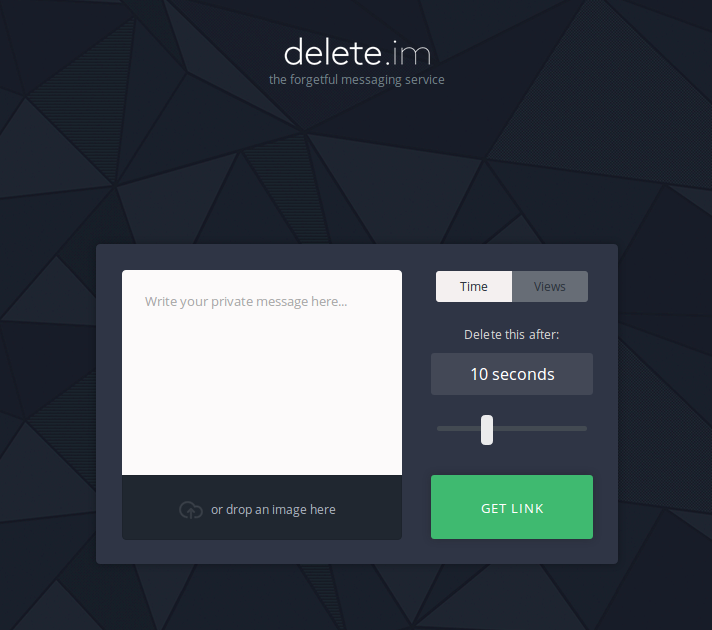 delete.im
the forgetful messaging service
Write your private message here...
or drop an image here
Time
Views
Delete this after:
10 seconds
GET LINK